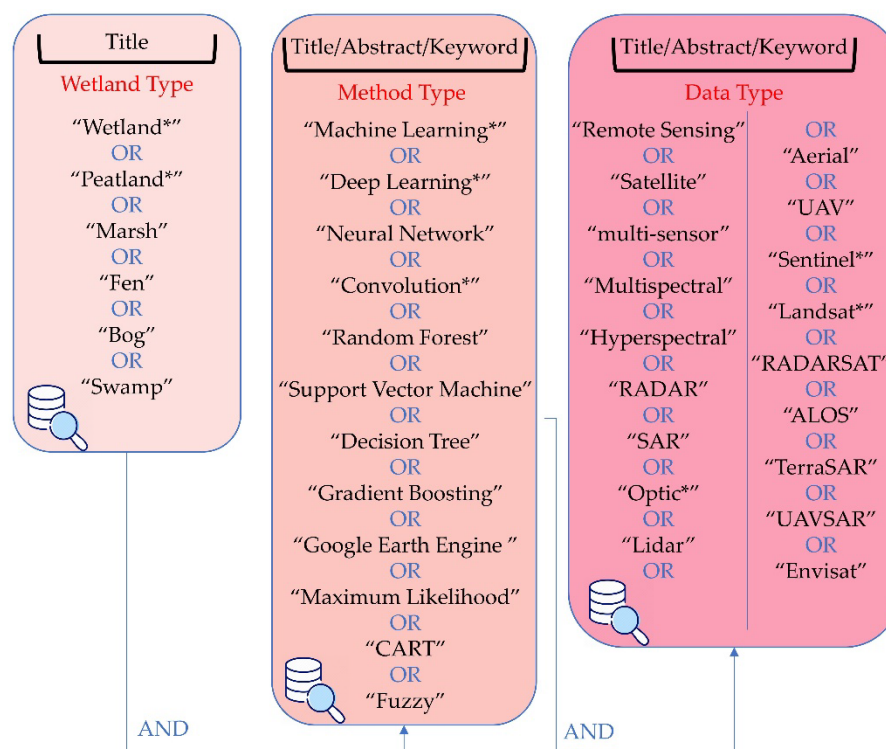 Title
Wetland Type
“Wetland*”
OR
“Peatland*”
OR
“Marsh”
OR
“Fen”
OR
“Bog”
OR
“Swamp”
AND
Title/Abstract/Keyword
Method Type
“Machine Learning*”
OR
“Deep Learning*”
OR
“Neural Network”
OR
“Convolution*”
OR
“Random Forest”
OR
“Support Vector Machine”
OR
“Decision Tree”
OR
“Gradient Boosting”
OR
“Google Earth Engine ”
OR
“Maximum Likelihood”
OR
“CART”
OR
“Fuzzy”
AND
Title/Abstract/Keyword
Data Type
“Remote Sensing”
OR
“Satellite”
OR
“multi-sensor”
OR
“Multispectral”
OR
“Hyperspectral”
OR
“RADAR”
OR
“SAR”
OR
“Optic*”
OR
“Lidar”
OR
OR
“Aerial”
OR
“UAV”
OR
“Sentinel*”
OR
“Landsat*”
OR
“RADARSAT”
OR
“ALOS”
OR
“TerraSAR”
OR
“UAVSAR”
OR
“Envisat”